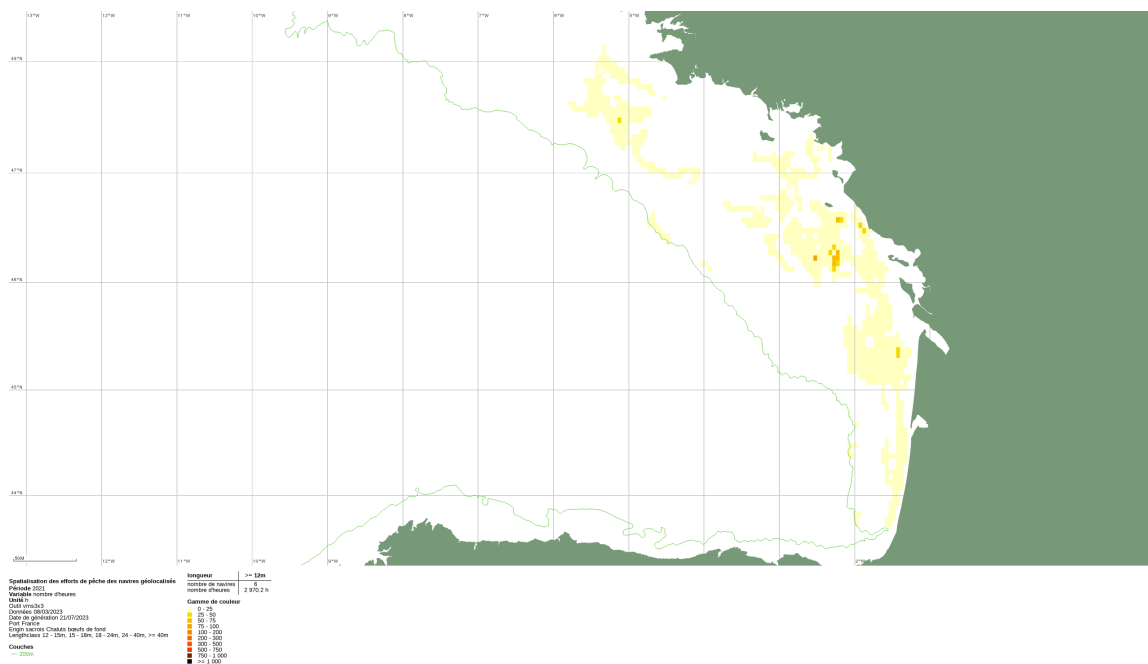 13°W 12°W 11°W 10°W 9°W 8°W 7°W 6°W 5°W
48°N
47°N
46°N
45°N
44°N
50M 12°W 11°W 10°W 9°W 2°W
Spatialisation des efforts de pêche des navires géolocalisés
Période 2021
Variable nombre d'heures
Unité h
Outil vms3x3
Données 08/03/2023
Date de génération 21/07/2023
Port France
Engin sacrois Chaluts bœufs de fond
Lengthclass 12 - 15m, 15 - 18m, 18 - 24m, 24 - 40m, >= 40m
Couches
200m
longueur >= 12m
nombre de navires 6
nombre d'heures 2 970.2 h
Gamme de couleur
0 - 25
25 - 50
50 - 75
75 - 100
100 - 200
200 - 300
300 - 500
500 - 750
750 - 1 000
>= 1 000